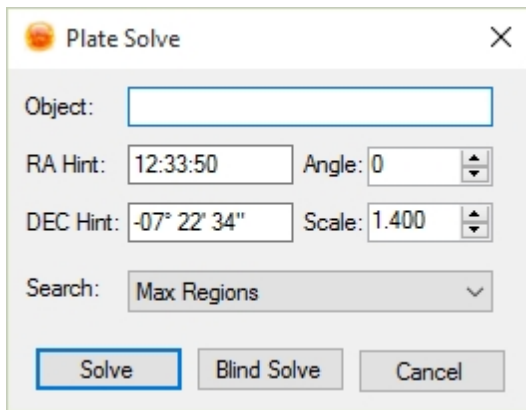 Plate Solve
Object:
RA Hint: 12:33:50 Angle: 0
DEC Hint: -07° 22' 34" Scale: 1.400
Search: Max Regions
Solve Blind Solve Cancel